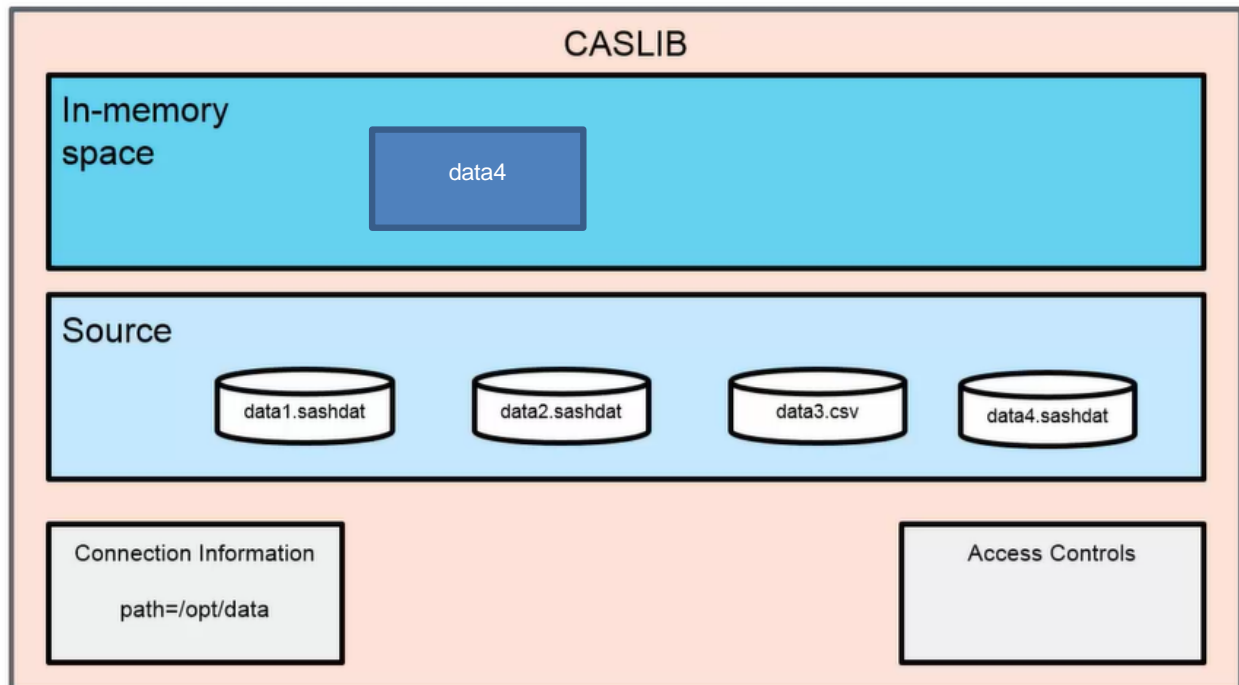 CASLIB
In-memory
space
data4
Source
data1.sashdat
data2.sashdat
data3.csv
data4.sashdat
Connection Information
path=/opt/data
Access Controls